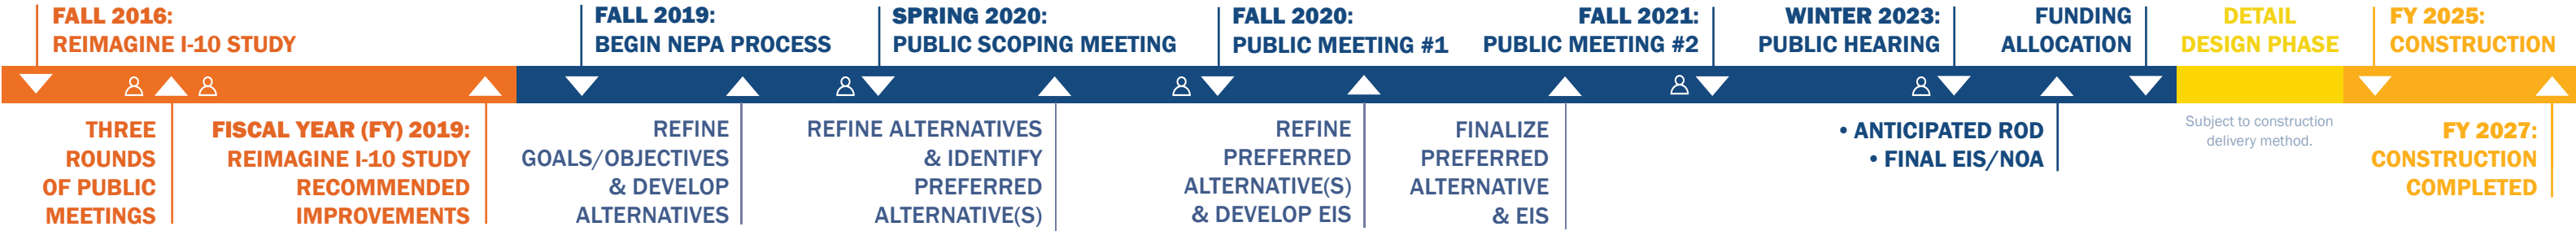 FALL 2016:
REIMAGINE I-10 STUDY
FALL 2019:
BEGIN NEPA PROCESS
SPRING 2020:
PUBLIC SCOPING MEETING
FALL 2020:
PUBLIC MEETING #1
FALL 2021:
PUBLIC MEETING #2
WINTER 2023:
PUBLIC HEARING
FUNDING
ALLOCATION
DETAIL
DESIGN PHASE
FY 2025:
CONSTRUCTION
THREE
ROUNDS
OF PUBLIC
MEETINGS
FISCAL YEAR (FY) 2019:
REIMAGINE I-10 STUDY
RECOMMENDED
IMPROVEMENTS
REFINE
GOALS/OBJECTIVES
& DEVELOP
ALTERNATIVES
REFINE ALTERNATIVES
& IDENTIFY
PREFERRED
ALTERNATIVE(S)
REFINE
PREFERRED
ALTERNATIVE(S)
& DEVELOP EIS
FINALIZE
PREFERRED
ALTERNATIVE
& EIS
• ANTICIPATED ROD
• FINAL EIS/NOA
Subject to construction
delivery method.
FY 2027:
CONSTRUCTION
COMPLETED